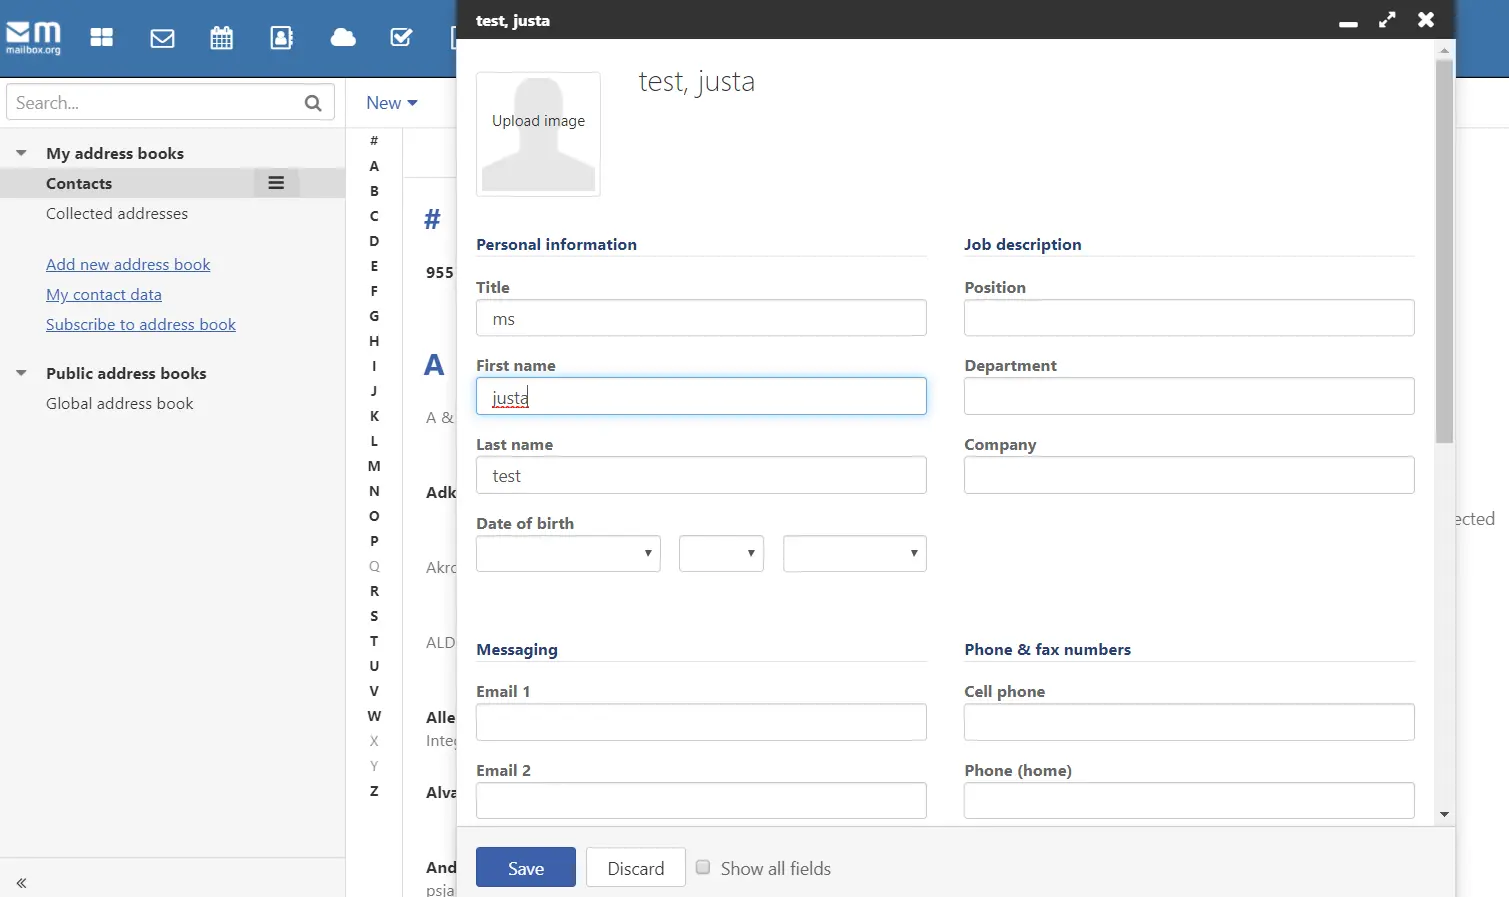 test, justa
m
mailbox.org
Search...
New
My address books
Contacts
Collected addresses
Add new address book
My contact data
Subscribe to address book
Public address books
Global address book
#
A
B
C
D
E
F
G
H
I
J
K
L
M
N
O
P
Q
R
S
T
U
V
W
X
Y
Z
#
955
A
A &
Adk
Akro
ALD
Alle
Integ
Alva
And
psja
test, justa
Upload image
Personal information
Title
ms
First name
justa
Last name
test
Date of birth
Job description
Position
Department
Company
Messaging
Email 1
Email 2
Phone & fax numbers
Cell phone
Phone (home)
ected
Save
Discard
Show all fields